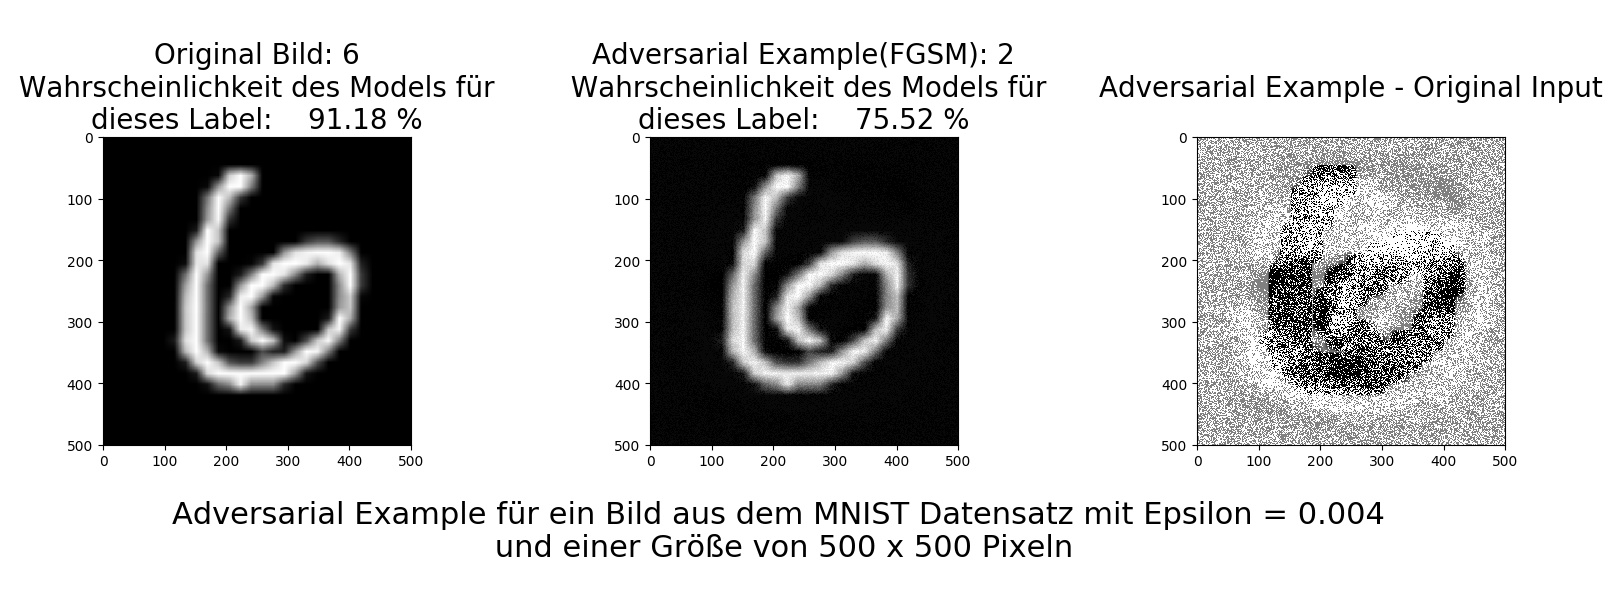 Original Bild: 6
Wahrscheinlichkeit des Models für
dieses Label: 91.18 %
0
100
200
300
400
500
0 100 200 300 400 500
Adversarial Example(FGSM): 2
Wahrscheinlichkeit des Models für
dieses Label: 75.52 %
0
100
200
300
400
500
0 100 200 300 400 500
Adversarial Example - Original Input
0
100
200
300
400
500
0 100 200 300 400 500
Adversarial Example für ein Bild aus dem MNIST Datensatz mit Epsilon = 0.004
und einer Größe von 500 x 500 Pixeln